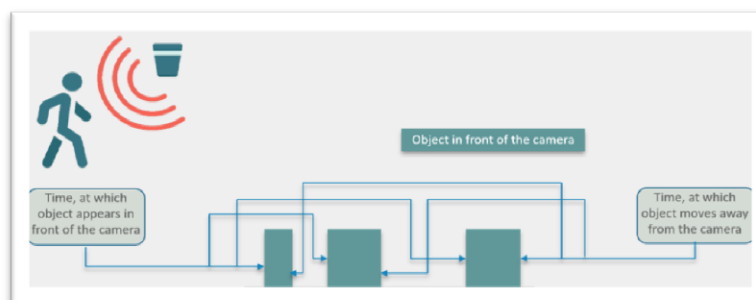 Object in front of the camera
Time, at which
object appears in
front of the camera
Time, at which
object moves away
from the camera